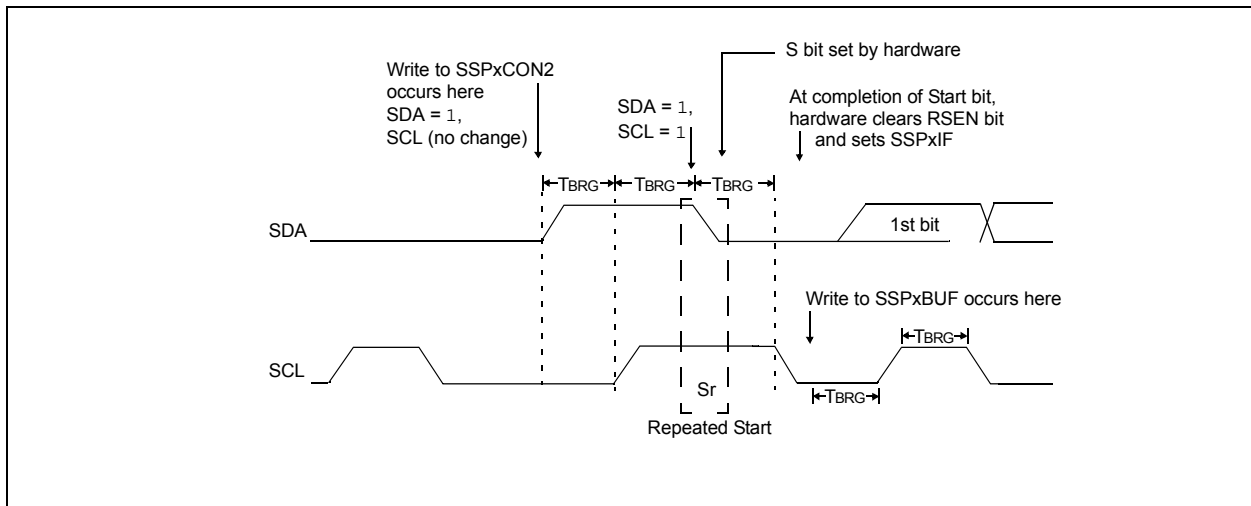 S bit set by hardware
Write to SSPxCON2
occurs here
SDA = 1,
SCL (no change)
SDA = 1,
SCL = 1
At completion of Start bit,
hardware clears RSEN bit
and sets SSPxIF
TBRG
TBRG
TBRG
SDA
1st bit
Write to SSPxBUF occurs here
TBRG
SCL
Sr
TBRG
Repeated Start